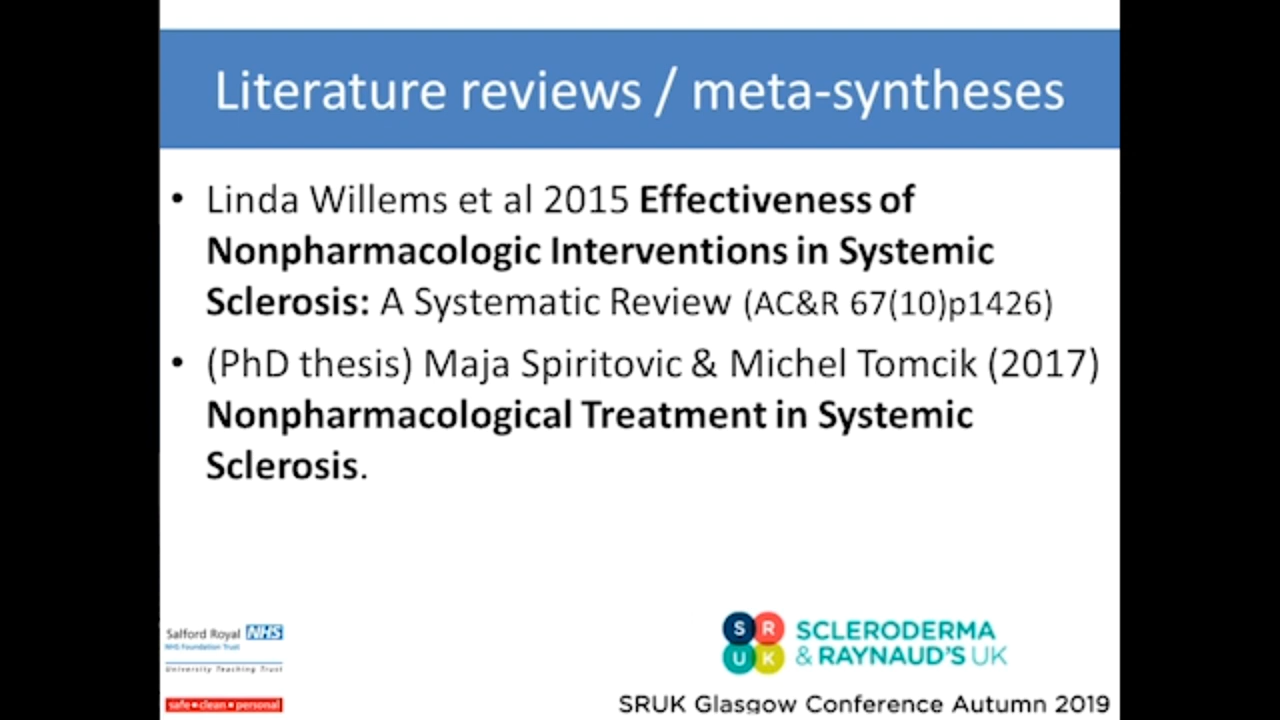 Literature reviews / meta-syntheses
• Linda Willems et al 2015 Effectiveness of
Nonpharmacologic Interventions in Systemic
Sclerosis: A Systematic Review (AC&R 67(10)p1426)
• (PhD thesis) Maja Spiritovic & Michel Tomcik (2017)
Nonpharmacological Treatment in Systemic
Sclerosis.
Salford Royal NHS
NHS Foundation Trust
University Teaching Trust
safe • clean • personal
S R
U K
SCLERODERMA
& RAYNAUD'S UK
SRUK Glasgow Conference Autumn 2019